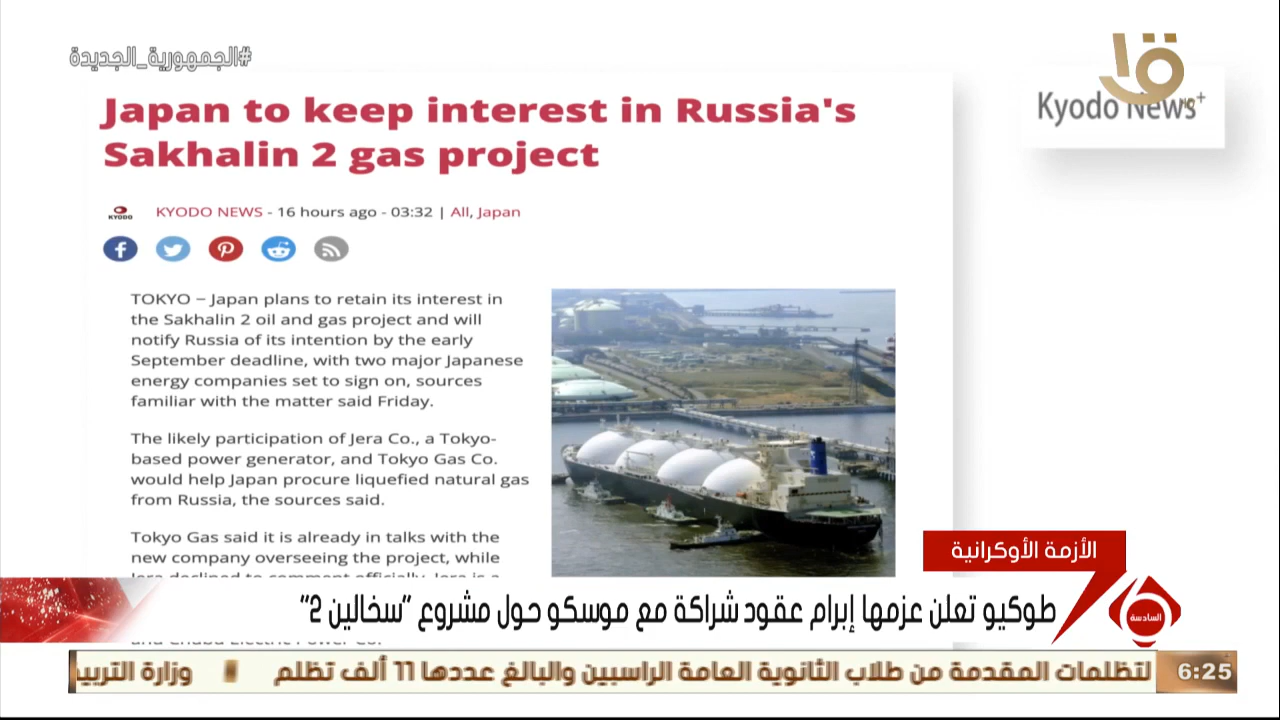 #الجمهورية_الجديدة
Kyodo News+
Japan to keep interest in Russia's
Sakhalin 2 gas project
KYODO
KYODO NEWS - 16 hours ago - 03:32 | All, Japan
TOKYO – Japan plans to retain its interest in
the Sakhalin 2 oil and gas project and will
notify Russia of its intention by the early
September deadline, with two major Japanese
energy companies set to sign on, sources
familiar with the matter said Friday.
The likely participation of Jera Co., a Tokyo-
based power generator, and Tokyo Gas Co.
would help Japan procure liquefied natural gas
from Russia, the sources said.
Tokyo Gas said it is already in talks with the
new company overseeing the project, while
الأزمة الأوكرانية
طوكيو تعلن عزمها إبرام عقود شراكة مع موسكو حول مشروع "سخالين 2"
السادسة
6:25
لتظلمات المقدمة من طلاب الثانوية العامة الراسبين والبالغ عددها 11 ألف تظلم
وزارة التربي